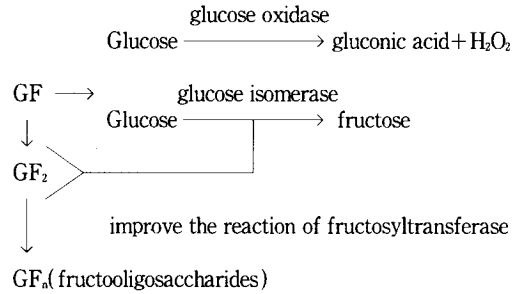 glucose oxidase
Glucose → gluconic acid+H₂O₂
GF → glucose isomerase
Glucose → fructose
GF₂
improve the reaction of fructosyltransferase
GFₙ(fructooligosaccharides)